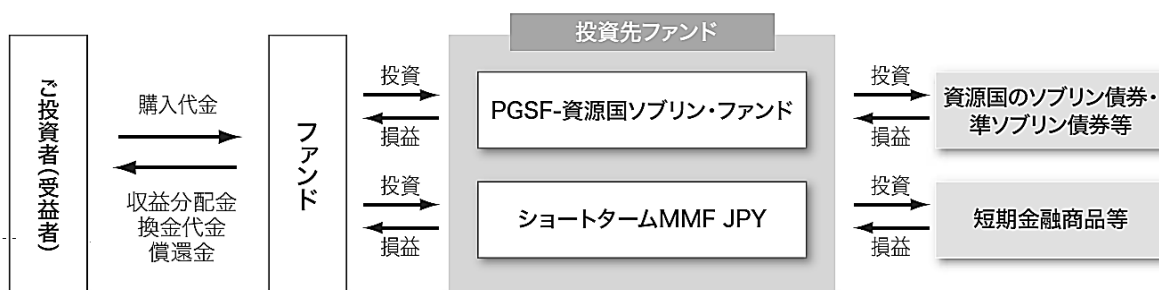 投資先ファンド
ご投資者(受益者)
購入代金
収益分配金
換金代金
償還金
ファンド
投資
損益
PGSF-資源国ソブリン・ファンド
投資
損益
資源国のソブリン債券・
準ソブリン債券等
投資
損益
ショートタームMMF JPY
投資
損益
短期金融商品等